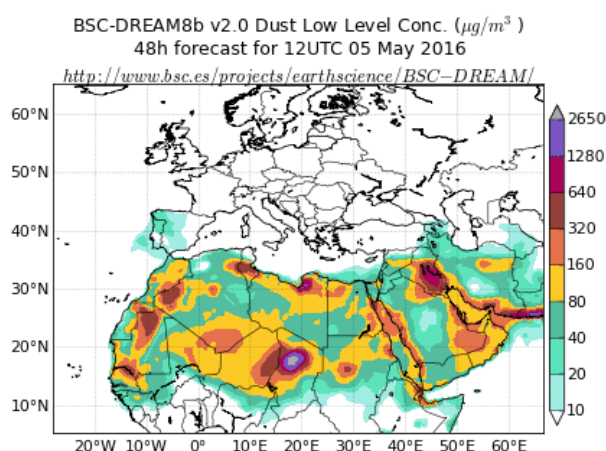 BSC-DREAM8b v2.0 Dust Low Level Conc. (μg/m³ )
48h forecast for 12UTC 05 May 2016
http://www.bsc.es/projects/earthscience/BSC−DREAM/
60°N
50°N
40°N
30°N
20°N
10°N
20°W 10°W 0° 10°E 20°E 30°E 40°E 50°E 60°E
2650
1280
640
320
160
80
40
20
10